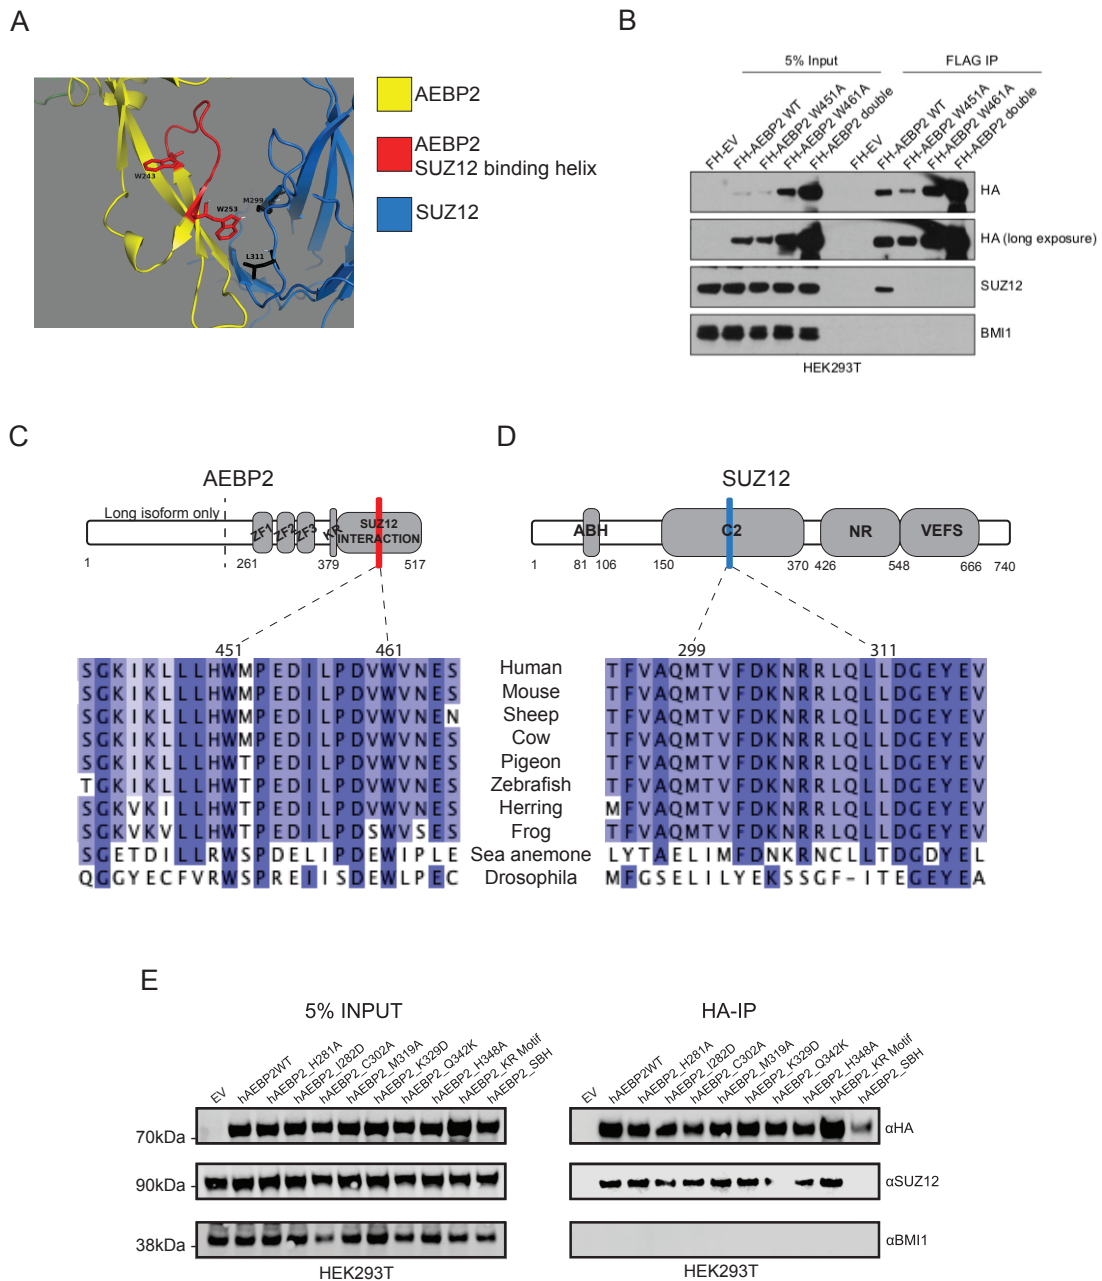 A
W243
W253
M299
L311
AEBP2
AEBP2
SUZ12 binding helix
SUZ12
B
5% Input
FLAG IP
FH-EV
FH-AEBP2 WT
FH-AEBP2 W451A
FH-AEBP2 W461A
FH-AEBP2 double
FH-EV
FH-AEBP2 WT
FH-AEBP2 W451A
FH-AEBP2 W461A
FH-AEBP2 double
HA
HA (long exposure)
SUZ12
BMI1
HEK293T
C
AEBP2
Long isoform only
ZF1
ZF2
ZF3
KR
SUZ12
INTERACTION
1
261
379
517
451
461
D
SUZ12
ABH
C2
NR
VEFS
1
81
106
150
370
426
548
666
740
299
311
SGKIKLLLHWMPEDILPDVWVNES Human TFVAQMTVFDKNRRLQLLDGEYEV
SGKIKLLLHWMPEDILPDVWVNES Mouse TFVAQMTVFDKNRRLQLLDGEYEV
SGKIKLLLHWMPEDILPDVWVNEN Sheep TFVAQMTVFDKNRRLQLLDGEYEV
SGKIKLLLHWMPEDILPDVWVNES Cow TFVAQMTVFDKNRRLQLLDGEYEV
SGKIKLLLHWTPEDILPDVWVNES Pigeon TFVAQMTVFDKNRRLQLLDGEYEV
TGKIKLLLHWTPEDILPDVWVNES Zebrafish TFVAQMTVFDKNRRLQLLDGEYEV
SGKVKILLHWTPEDILPDVWVNES Herring MFVAQMTVFDKNRRLQLLDGEYEV
SGKVKVLLHWTPEDILPDSWVSES Frog TFVAQMTVFDKNRRLQLLDGEYEV
SGETDILLRWSPDELIPDEWIPLE Sea anemone LYTAELIMFDNKRNCLLTDGDYEL
QGGYECFVRWSPREIISDEWLPEC Drosophila MFGSELILYEKSSGF-ITEGEYEA
E
5% INPUT
HA-IP
EV
hAEBP2WT
hAEBP2_H281A
hAEBP2_I282D
hAEBP2_C302A
hAEBP2_M319A
hAEBP2_K329D
hAEBP2_Q342K
hAEBP2_H348A
hAEBP2_KR Motif
hAEBP2_SBH
EV
hAEBP2WT
hAEBP2_H281A
hAEBP2_I282D
hAEBP2_C302A
hAEBP2_M319A
hAEBP2_K329D
hAEBP2_Q342K
hAEBP2_H348A
hAEBP2_KR Motif
hAEBP2_SBH
70kDa
αHA
90kDa
αSUZ12
38kDa
αBMI1
HEK293T
HEK293T